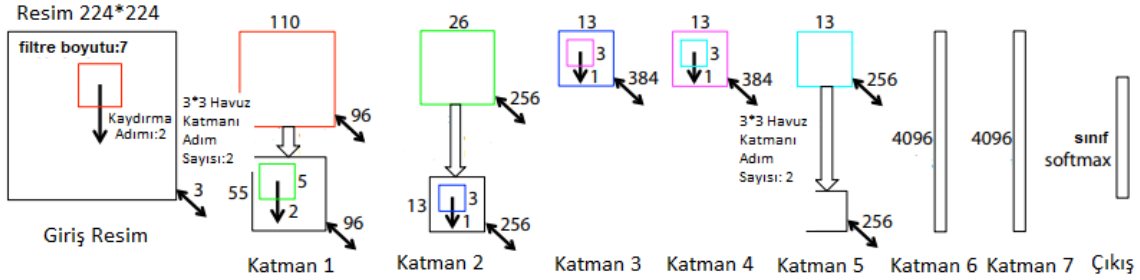 Resim 224*224
filtre boyutu:7
Kaydırma
Adımı:2
3
Giriş Resim
110
3*3 Havuz
Katmanı
Adım
Sayısı:2
96
55
5
2
96
Katman 1
26
256
13
3
1
256
Katman 2
13
3
1
384
Katman 3
13
3
1
384
Katman 4
13
256
3*3 Havuz
Katmanı
Adım
Sayısı: 2
256
Katman 5
4096
Katman 6
4096
Katman 7
sınıf
softmax
Çıkış